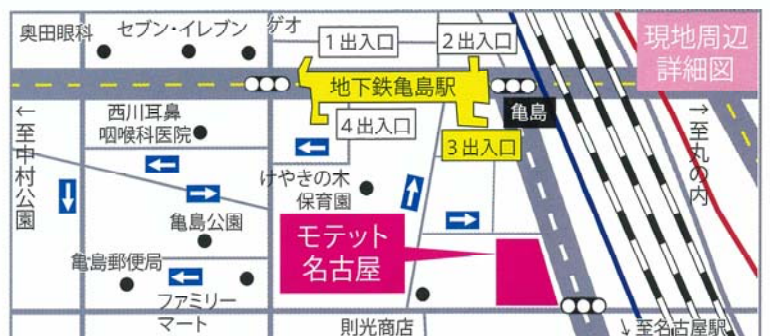 奥田眼科
セブン・イレブン
ゲオ
1出入口
2出入口
現地周辺
詳細図
地下鉄亀島駅
亀島
西川耳鼻
咽喉科医院
4出入口
3出入口
←至中村公園
→至丸の内
けやきの木
保育園
亀島公園
モテット
名古屋
亀島郵便局
ファミリー
マート
則光商店
↓至名古屋駅